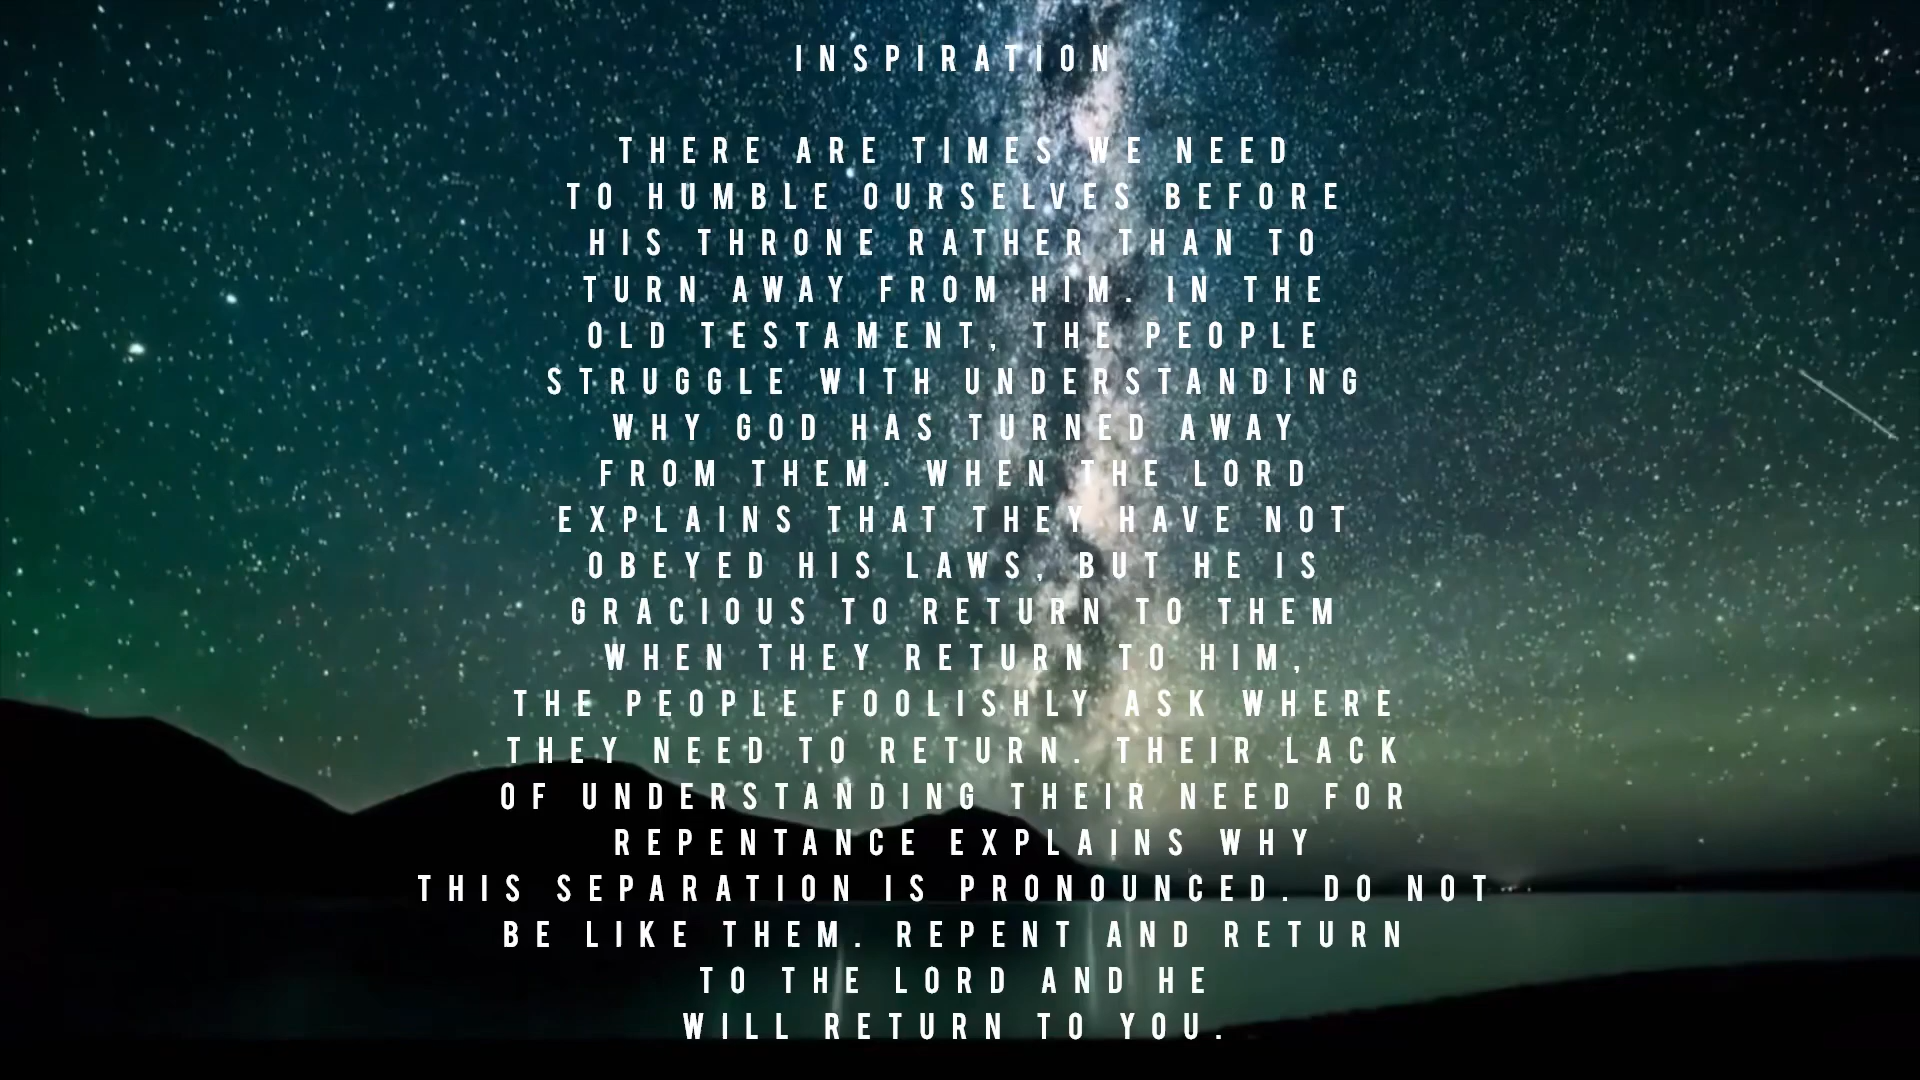 INSPIRATION
THERE ARE TIMES WE NEED
TO HUMBLE OURSELVES BEFORE
HIS THRONE RATHER THAN TO
TURN AWAY FROM HIM. IN THE
OLD TESTAMENT, THE PEOPLE
STRUGGLE WITH UNDERSTANDING
WHY GOD HAS TURNED AWAY
FROM THEM. WHEN THE LORD
EXPLAINS THAT THEY HAVE NOT
OBEYED HIS LAWS, BUT HE IS
GRACIOUS TO RETURN TO THEM
WHEN THEY RETURN TO HIM,
THE PEOPLE FOOLISHLY ASK WHERE
THEY NEED TO RETURN. THEIR LACK
OF UNDERSTANDING THEIR NEED FOR
REPENTANCE EXPLAINS WHY
THIS SEPARATION IS PRONOUNCED. DO NOT
BE LIKE THEM. REPENT AND RETURN
TO THE LORD AND HE
WILL RETURN TO YOU.